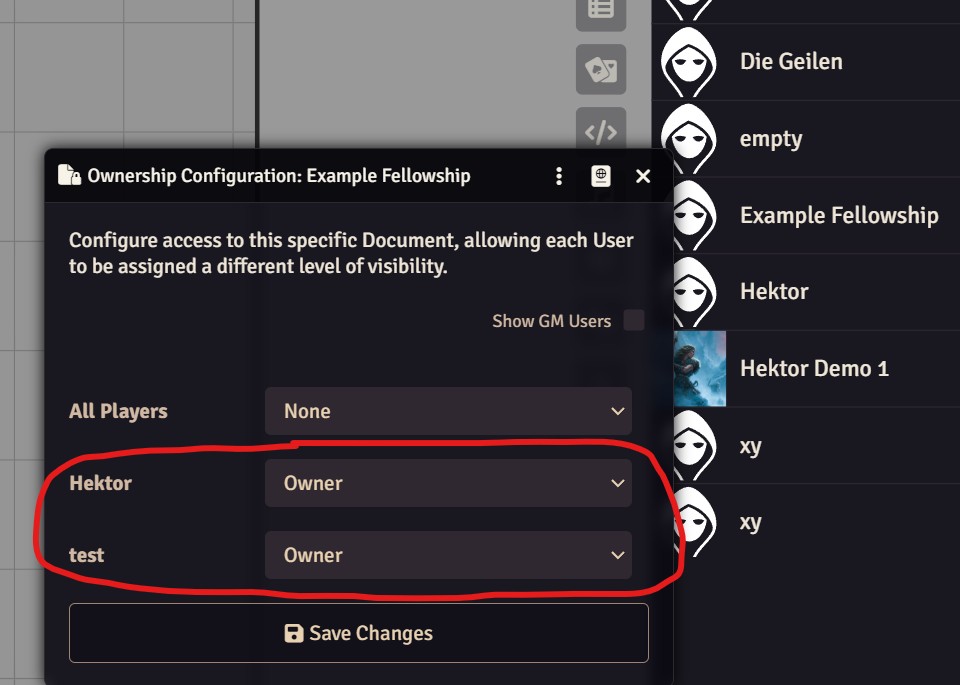 Die Geilen
empty
Ownership Configuration: Example Fellowship
Example Fellowship
Configure access to this specific Document, allowing each User
to be assigned a different level of visibility.
Hektor
Show GM Users
Hektor Demo 1
All Players
None
xy
Hektor
Owner
xy
test
Owner
Save Changes